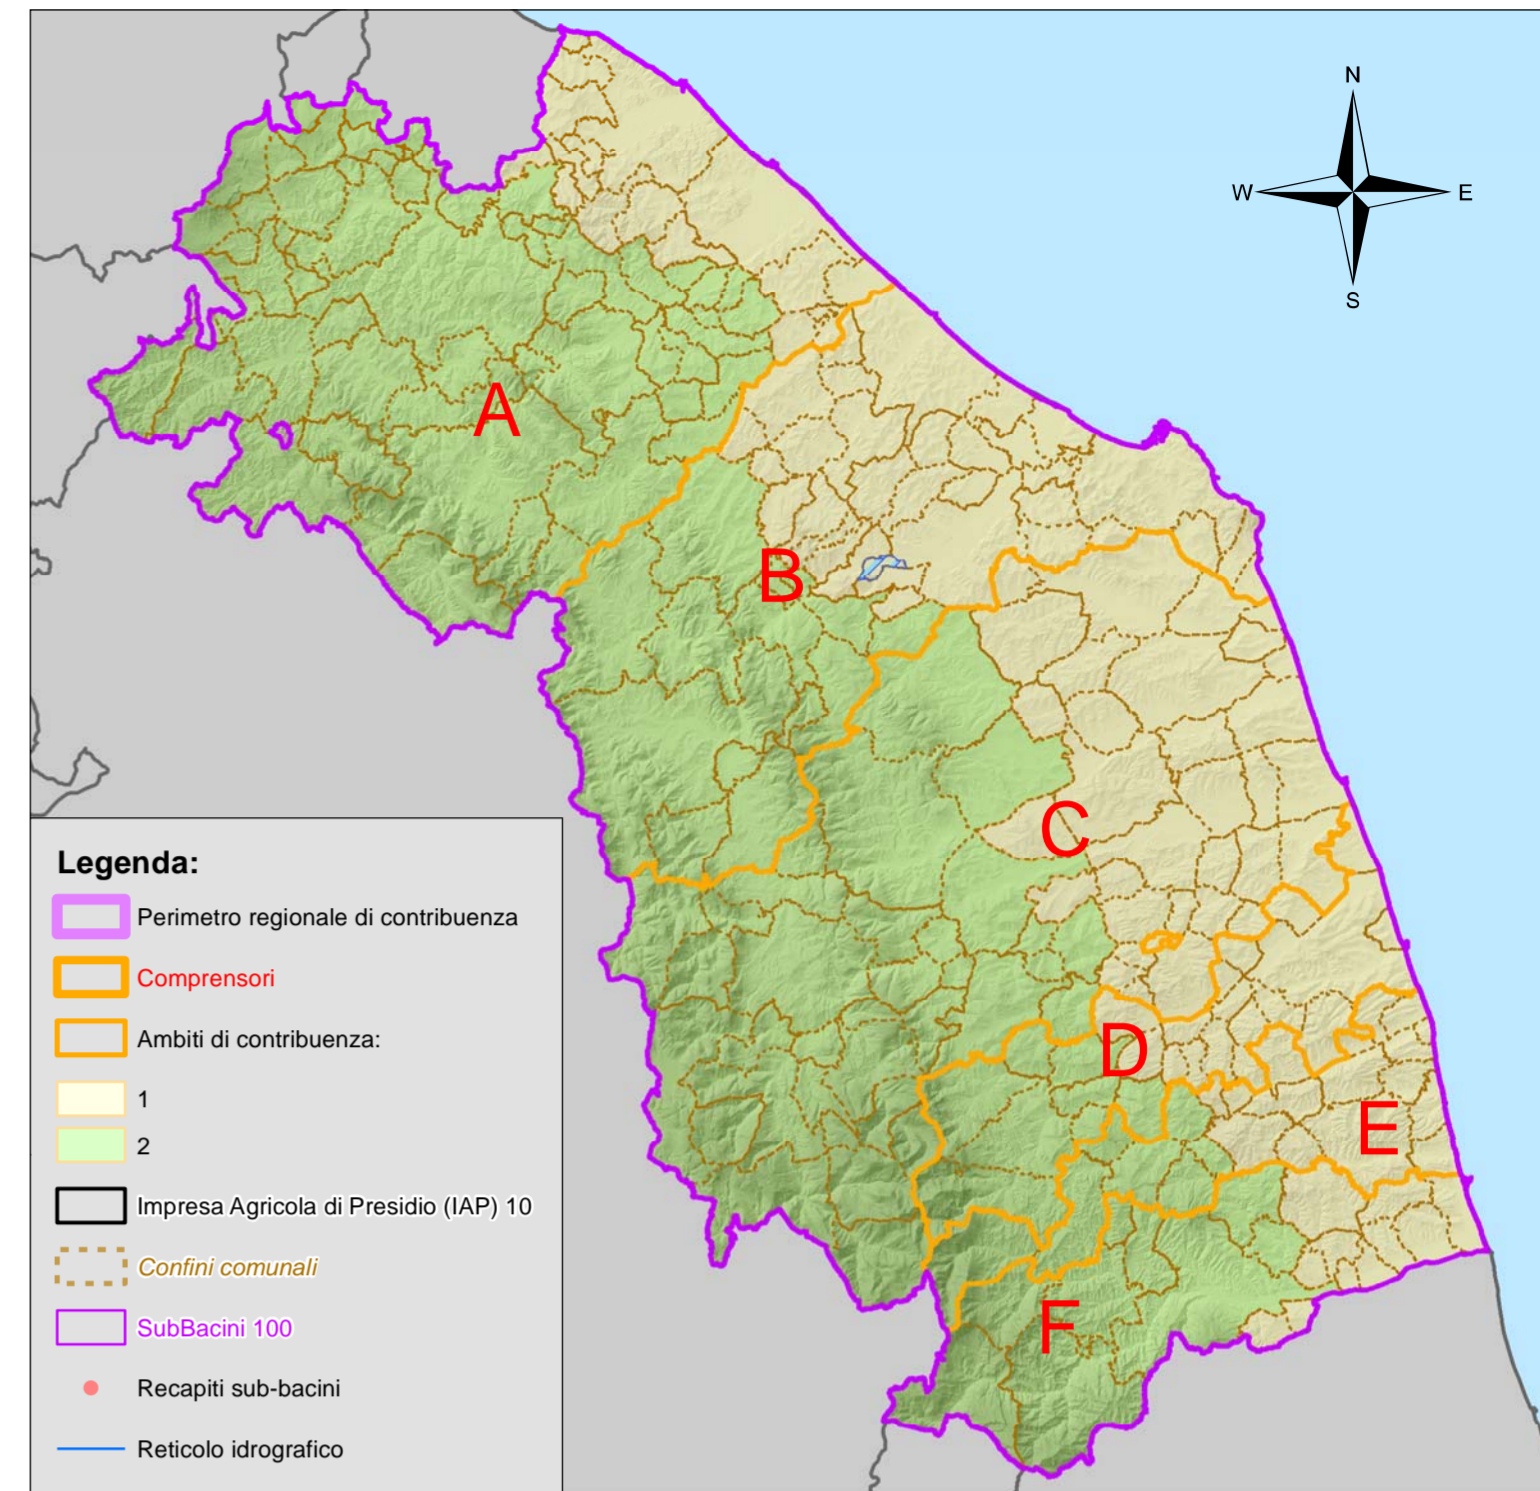 N
W
E
S
A
B
C
D
E
F
Legenda:
Perimetro regionale di contribuenza
Comprensori
Ambiti di contribuenza:
1
2
Impresa Agricola di Presidio (IAP) 10
Confini comunali
SubBacini 100
Recapiti sub-bacini
Reticolo idrografico